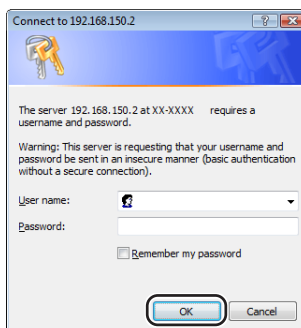 Connect to 192.168.150.2
The server 192.168.150.2 at XX-XXXX requires a
username and password.
Warning: This server is requesting that your username and
password be sent in an insecure manner (basic authentication
without a secure connection).
User name:
Password:
Remember my password
OK Cancel